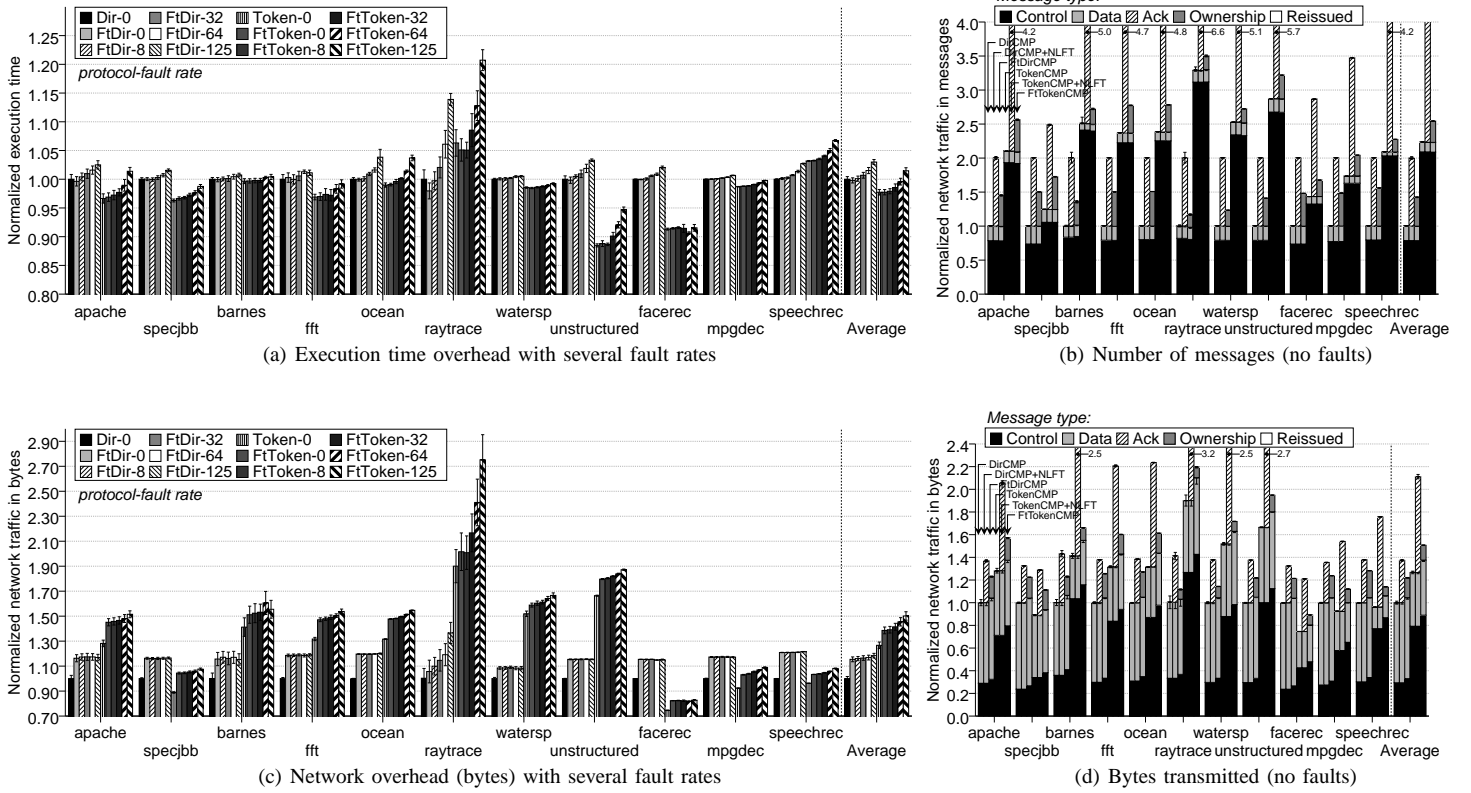 Dir-0 FtDir-32 Token-0 FtToken-32
FtDir-0 FtDir-64 FtToken-0 FtToken-64
FtDir-8 FtDir-125 FtToken-8 FtToken-125
protocol-fault rate
Normalized execution time
1.25
1.20
1.15
1.10
1.05
1.00
0.95
0.90
0.85
0.80
apache barnes ocean watersp facerec speechrec
specjbb fft raytrace unstructured mpgdec Average
(a) Execution time overhead with several fault rates
Message type:
Control Data Ack Ownership Reissued
Normalized network traffic in messages
4.0
3.5
3.0
2.5
2.0
1.5
1.0
0.5
0.0
4.2 5.0 4.7 4.8 6.6 5.1 5.7 4.2
DirCMP
DirCMP+NLFT
FtDirCMP
TokenCMP
TokenCMP+NLFT
FtTokenCMP
apache barnes ocean watersp facerec speechrec
specjbb fft raytrace unstructured mpgdec Average
(b) Number of messages (no faults)
Dir-0 FtDir-32 Token-0 FtToken-32
FtDir-0 FtDir-64 FtToken-0 FtToken-64
FtDir-8 FtDir-125 FtToken-8 FtToken-125
protocol-fault rate
Normalized network traffic in bytes
2.90
2.70
2.50
2.30
2.10
1.90
1.70
1.50
1.30
1.10
0.90
0.70
apache barnes ocean watersp facerec speechrec
specjbb fft raytrace unstructured mpgdec Average
(c) Network overhead (bytes) with several fault rates
Message type:
Control Data Ack Ownership Reissued
Normalized network traffic in bytes
2.4
2.2
2.0
1.8
1.6
1.4
1.2
1.0
0.8
0.6
0.4
0.2
0.0
2.5 3.2 2.5 2.7
DirCMP
DirCMP+NLFT
FtDirCMP
TokenCMP
TokenCMP+NLFT
FtTokenCMP
apache barnes ocean watersp facerec speechrec
specjbb fft raytrace unstructured mpgdec Average
(d) Bytes transmitted (no faults)